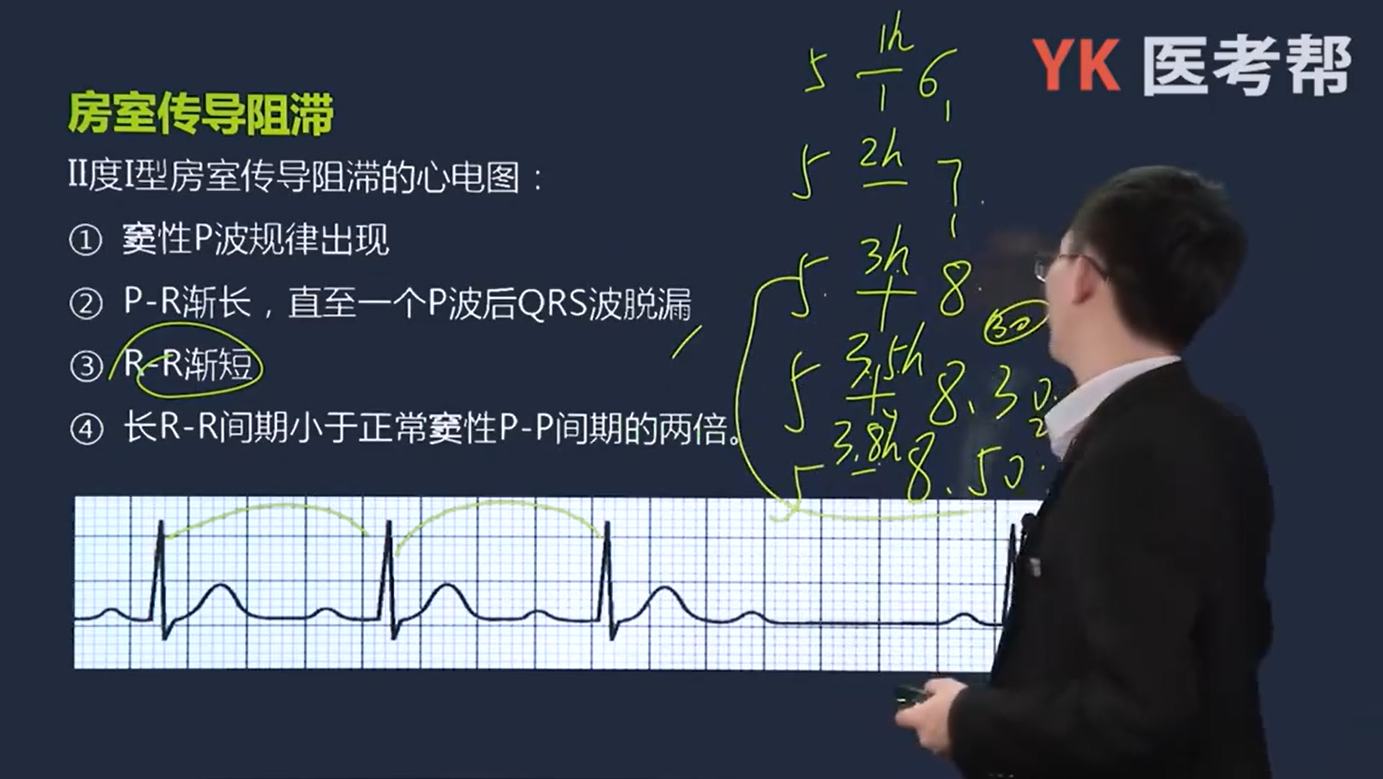 YK 医考帮
房室传导阻滞
II度I型房室传导阻滞的心电图：
① 窦性P波规律出现
② P-R渐长，直至一个P波后QRS波脱漏
③ R-R渐短
④ 长R-R间期小于正常窦性P-P间期的两倍。
1h
5 6
5 2h 7
5 3h 8
30
5 3.5h 8.30
5 3.8h 8.50